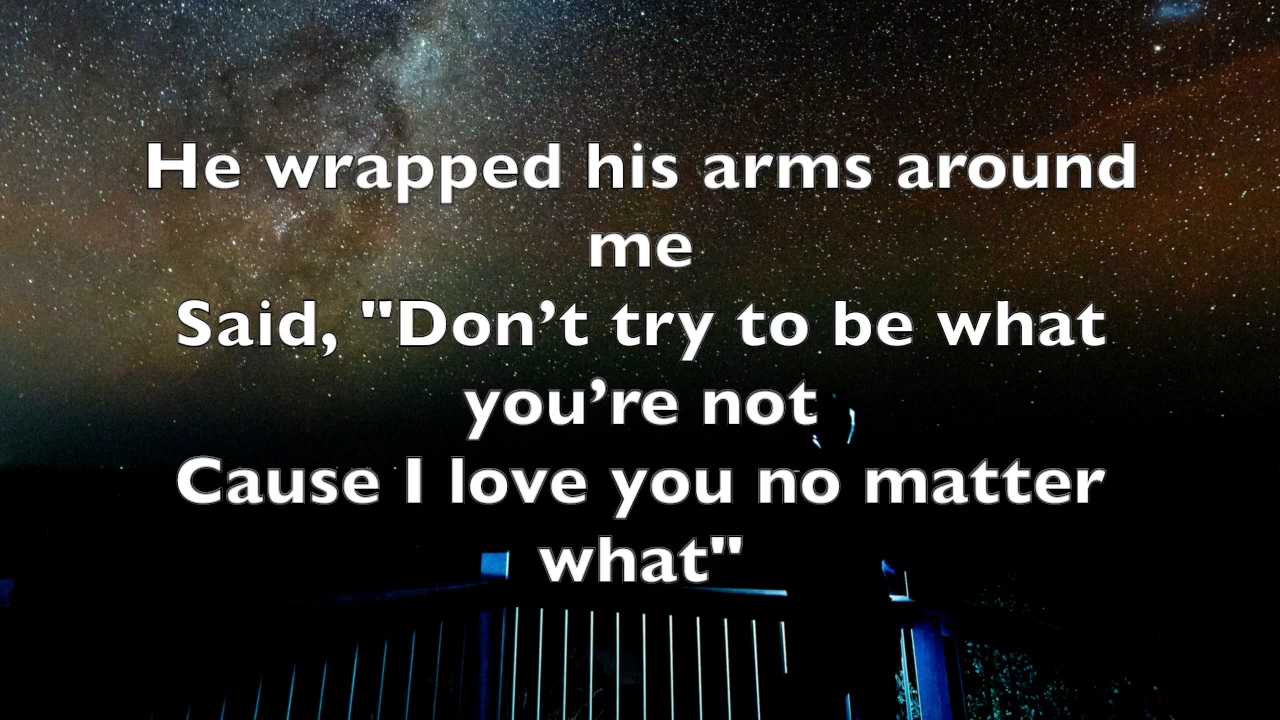 He wrapped his arms around
me
Said, "Don’t try to be what
you’re not
Cause I love you no matter
what"